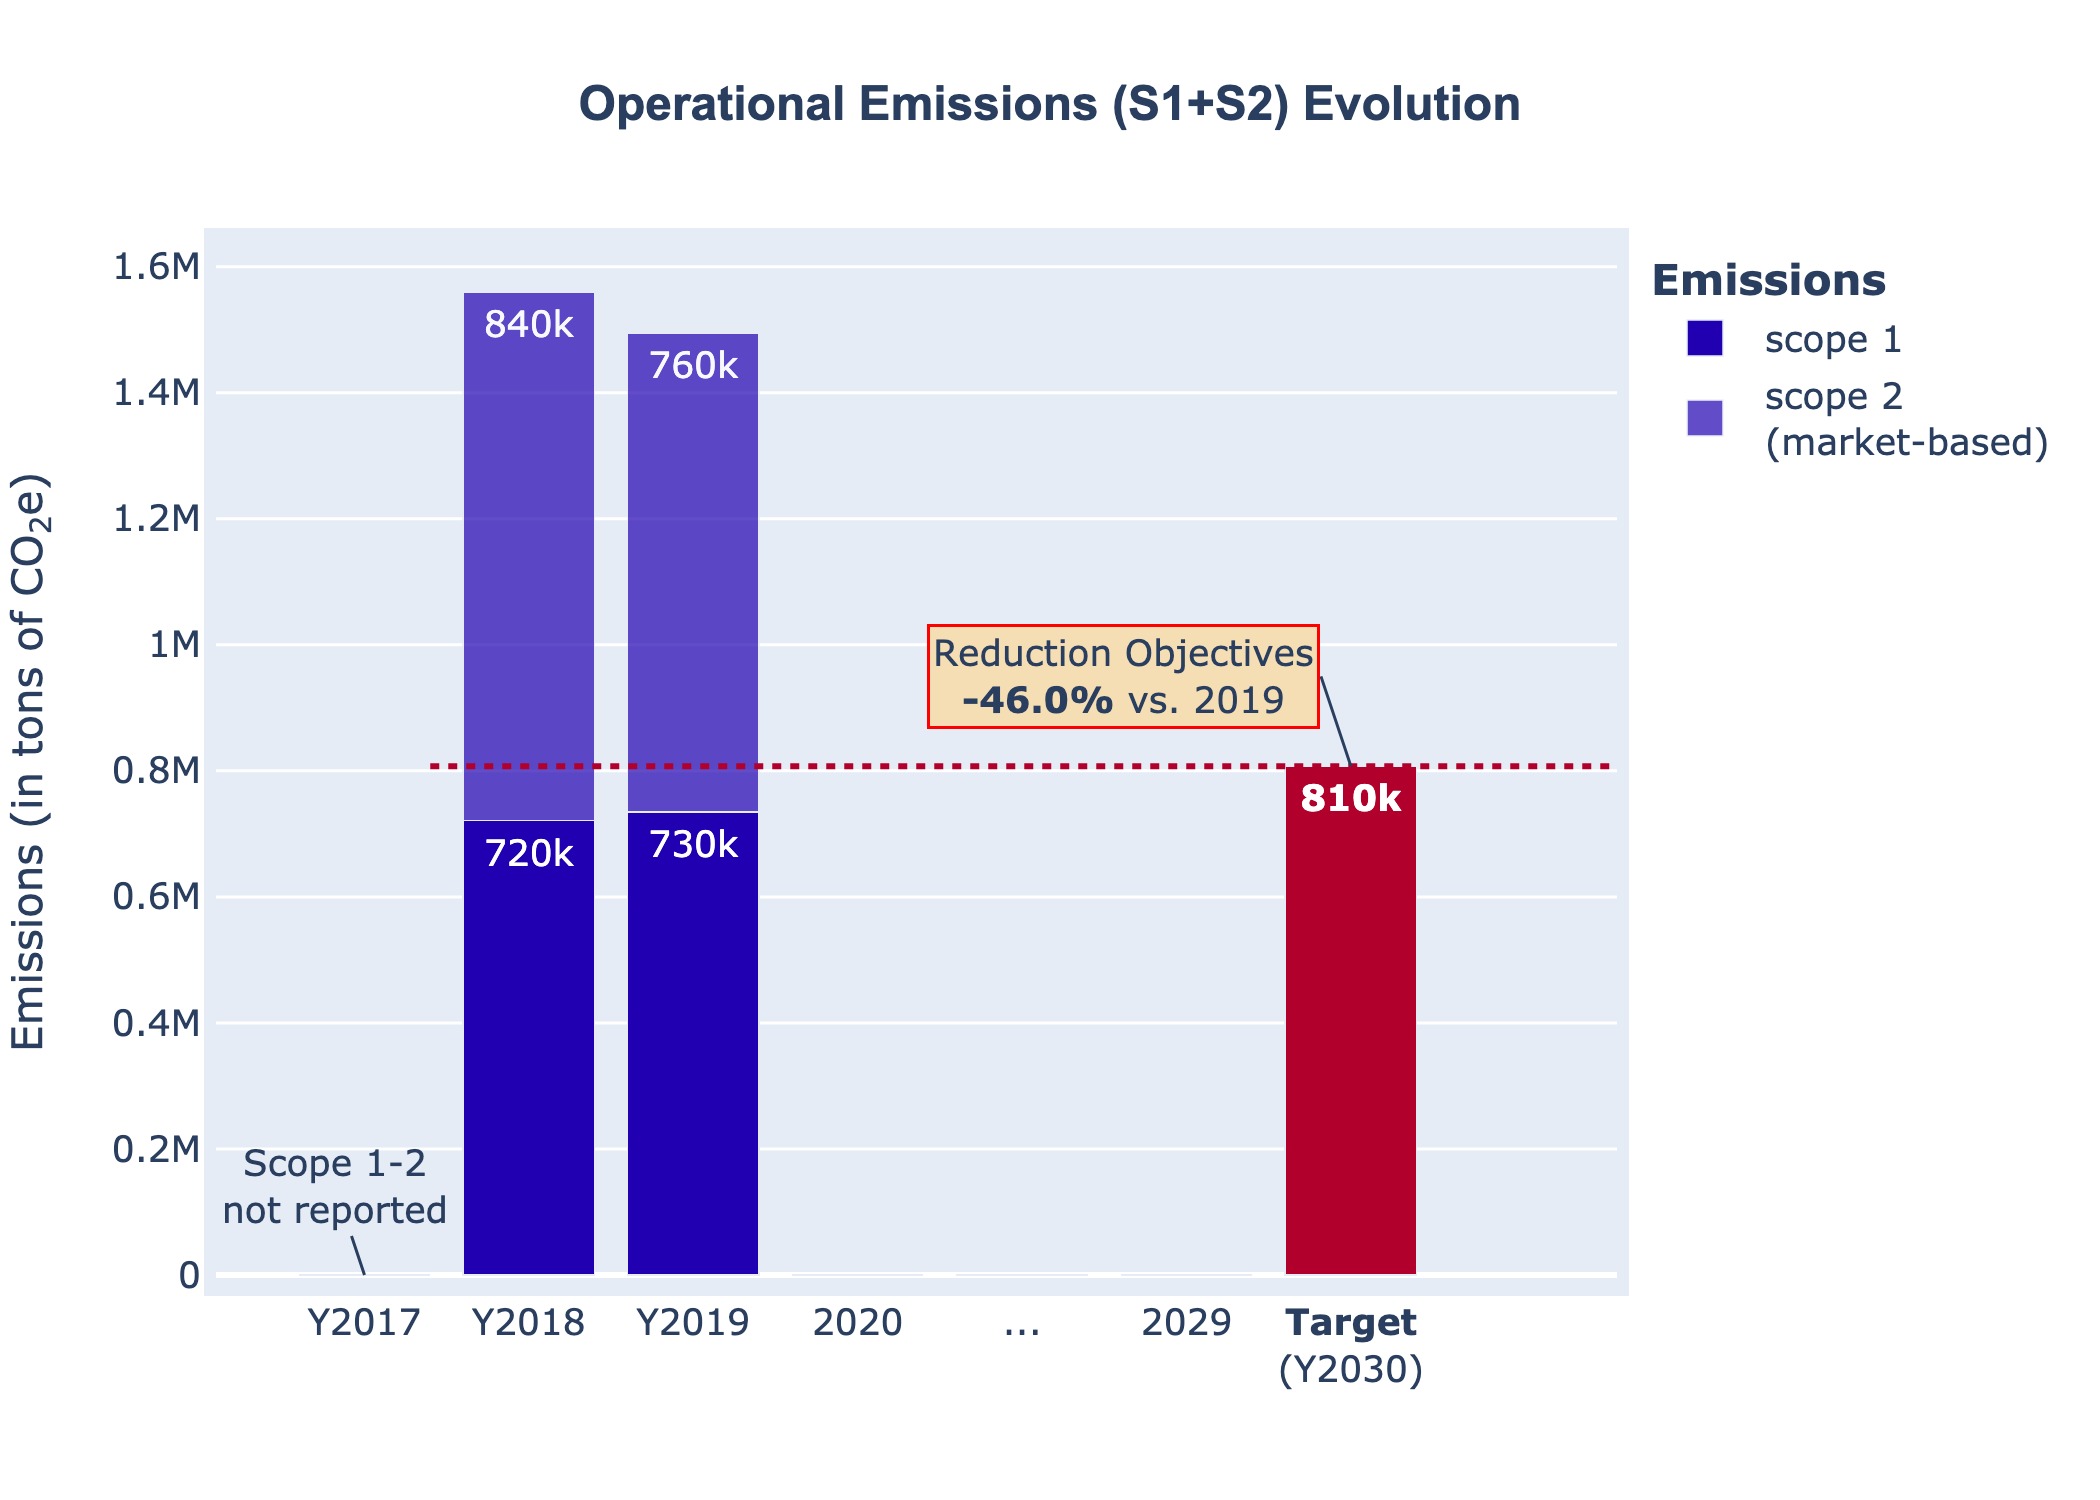 Operational Emissions (S1+S2) Evolution
Emissions (in tons of CO₂e)
1.6M
1.4M
1.2M
1M
0.8M
0.6M
0.4M
0.2M
0
840k
760k
720k
730k
Reduction Objectives
-46.0% vs. 2019
810k
Scope 1-2
not reported
Y2017
Y2018
Y2019
2020
...
2029
Target
(Y2030)
Emissions
scope 1
scope 2
(market-based)